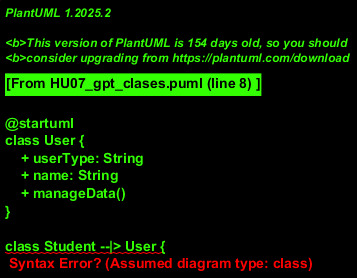 PlantUML 1.2025.2
<b>This version of PlantUML is 154 days old, so you should
<b>consider upgrading from https://plantuml.com/download
[From HU07_gpt_clases.puml (line 8) ]
@startuml
class User {
+ userType: String
+ name: String
+ manageData()
}
class Student --|> User {
Syntax Error? (Assumed diagram type: class)